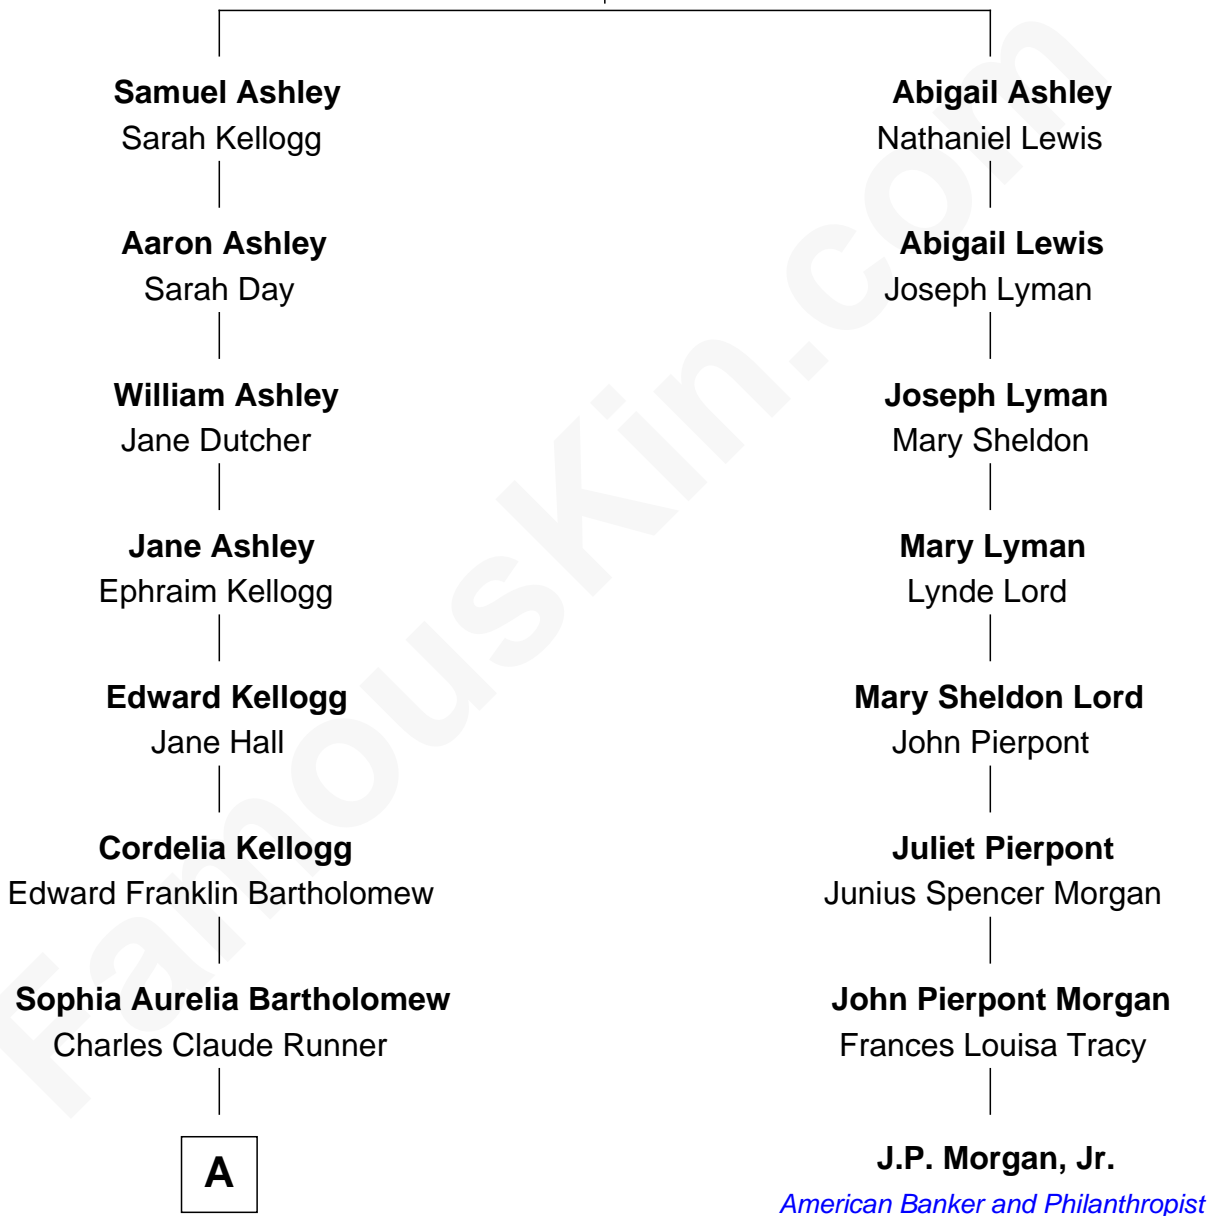 Samuel Ashley
Sarah Kellogg
Aaron Ashley
Sarah Day
William Ashley
Jane Dutcher
Jane Ashley
Ephraim Kellogg
Edward Kellogg
Jane Hall
Cordelia Kellogg
Edward Franklin Bartholomew
Sophia Aurelia Bartholomew
Charles Claude Runner
A
Abigail Ashley
Nathaniel Lewis
Abigail Lewis
Joseph Lyman
Joseph Lyman
Mary Sheldon
Mary Lyman
Lynde Lord
Mary Sheldon Lord
John Pierpont
Juliet Pierpont
Junius Spencer Morgan
John Pierpont Morgan
Frances Louisa Tracy
J.P. Morgan, Jr.
American Banker and Philanthropist
FamousKin.com